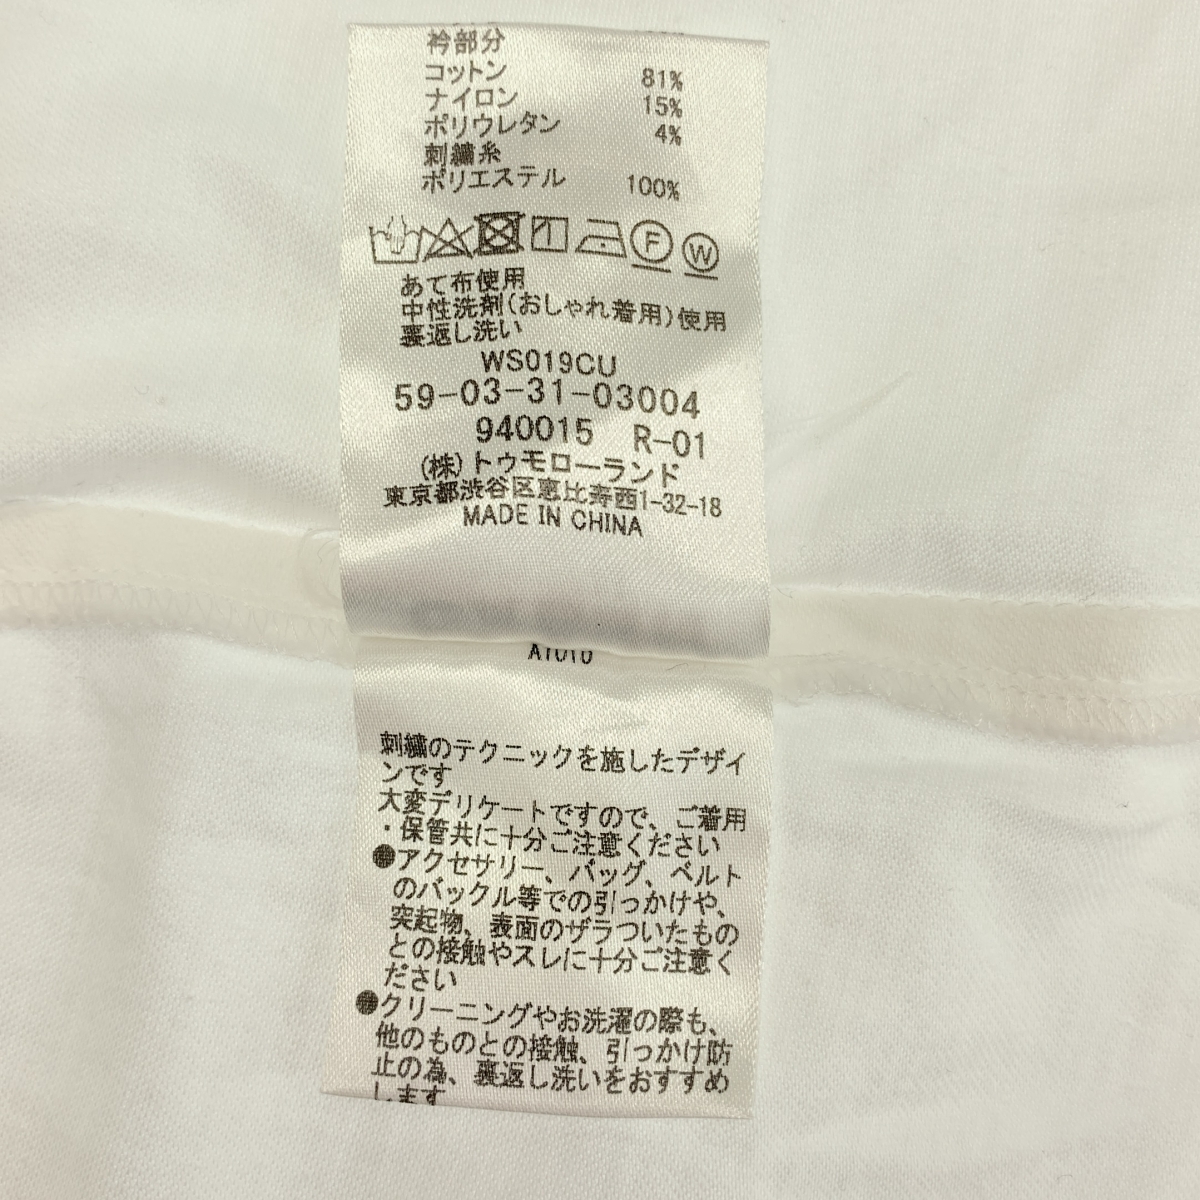 衿部分
コットン 81%
ナイロン 15%
ポリウレタン 4%
刺繍糸
ポリエステル 100%
F W
あて布使用
中性洗剤(おしゃれ着用)使用
裏返し洗い
WS019CU
59-03-31-03004
940015 R-01
(株)トゥモローランド
東京都渋谷区恵比寿西1-32-18
MADE IN CHINA
刺繍のテクニックを施したデザイ
ンです
大変デリケートですので、ご着用
・保管共に十分ご注意ください
●アクセサリー、バッグ、ベルト
のバックル等での引っかけや、
突起物、表面のザラついたもの
との接触やスレに十分ご注意く
ださい
●クリーニングやお洗濯の際も、
他のものとの接触、引っかけ防
止の為、裏返し洗いをおすすめ
します